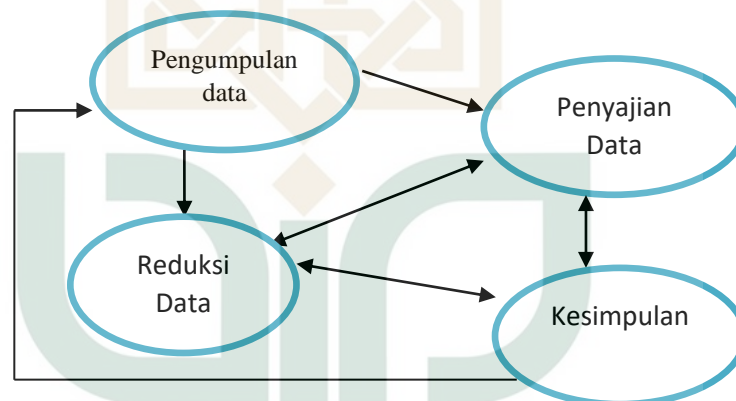 Pengumpulan
data
Penyajian
Data
Reduksi
Data
Kesimpulan